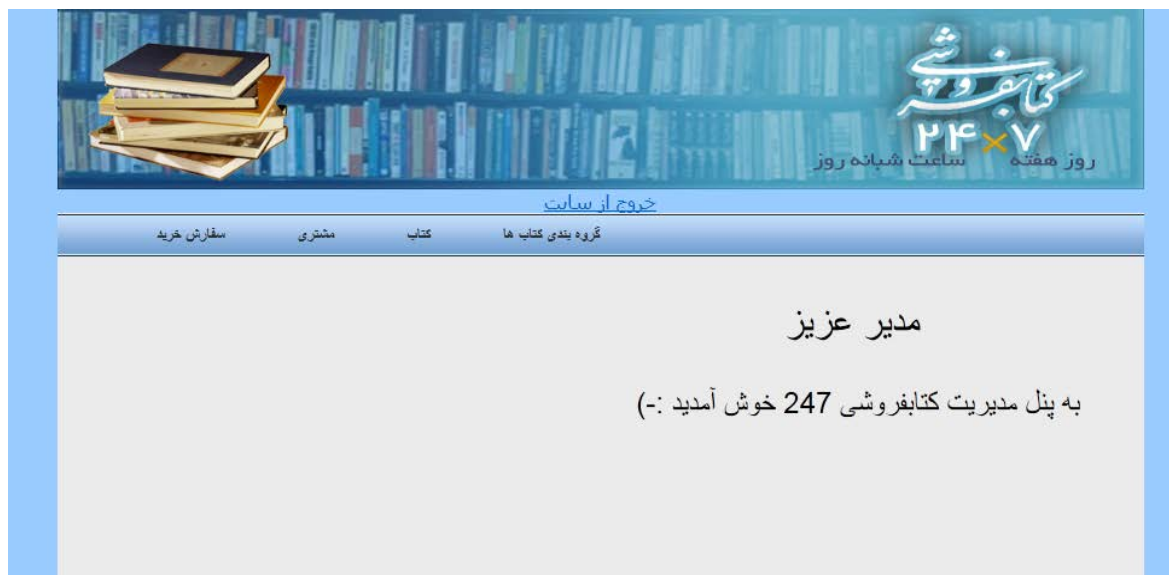 کتابفروشی
۲۴×۷
روز هفته ساعت شبانه روز
خروج از سایت
گروه بندی کتاب ها کتاب مشتری سفارش خرید
مدیر عزیز
به پنل مدیریت کتابفروشی 247 خوش آمدید :-)